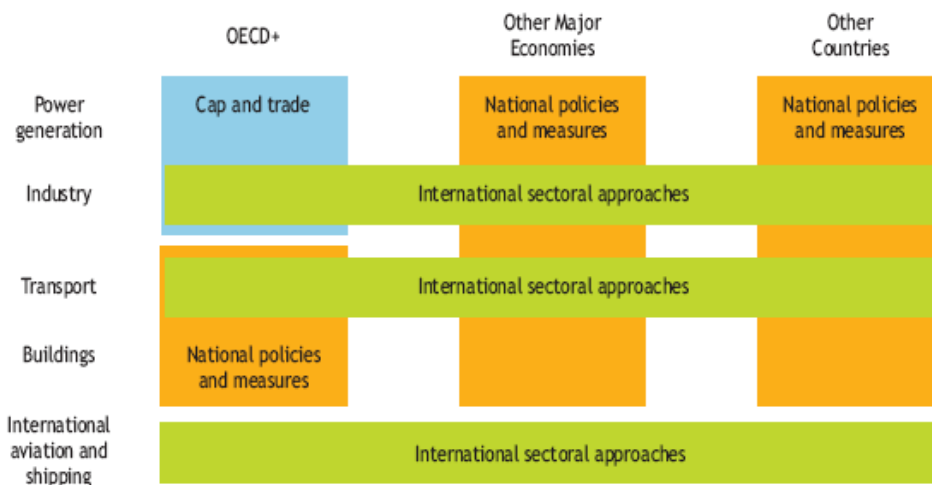 OECD+
Other Major
Economies
Other
Countries
Power
generation
Cap and trade
National policies
and measures
National policies
and measures
Industry
International sectoral approaches
Transport
International sectoral approaches
Buildings
National policies
and measures
International
aviation and
shipping
International sectoral approaches